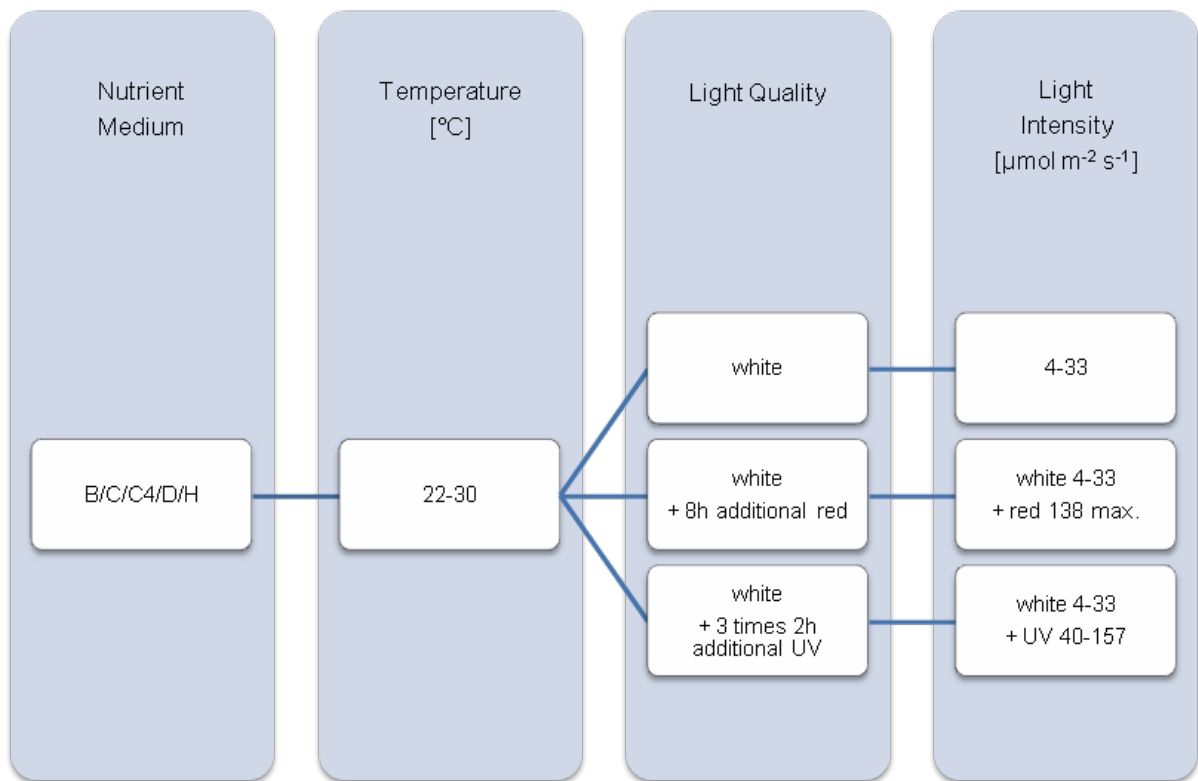 Nutrient
Medium
Temperature
[°C]
Light Quality
Light
Intensity
[µmol m⁻² s⁻¹]
B/C/C4/D/H
22-30
white
4-33
white
+ 8h additional red
white 4-33
+ red 138 max.
white
+ 3 times 2h
additional UV
white 4-33
+ UV 40-157